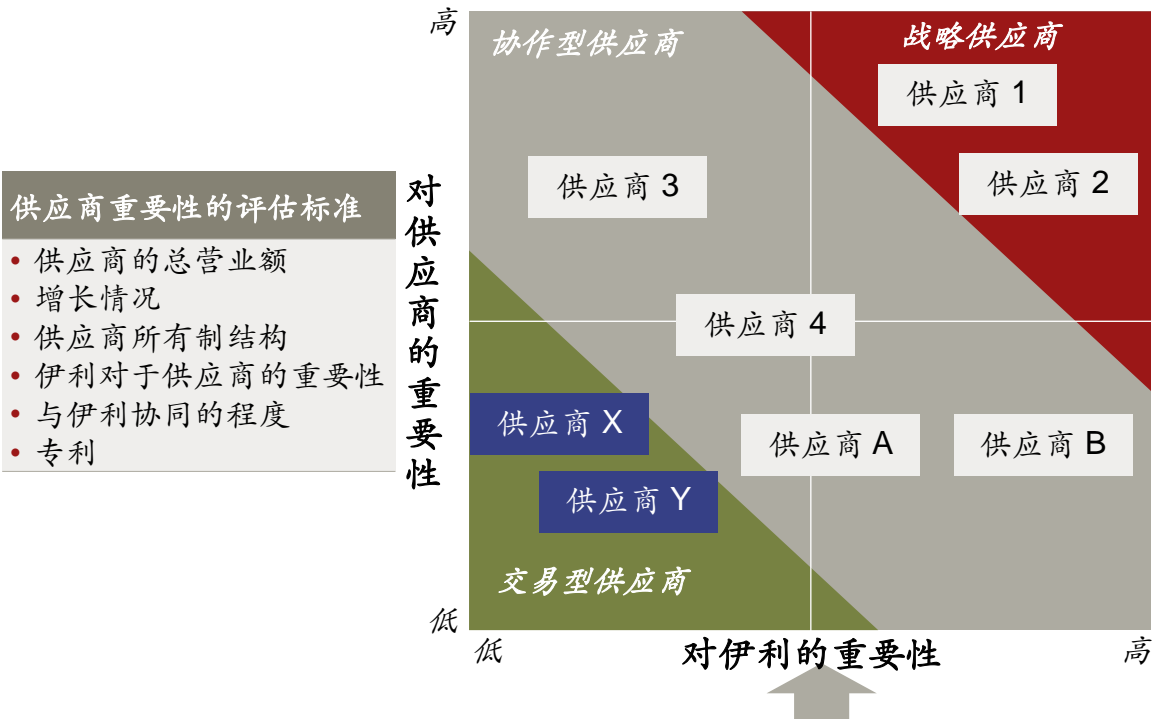 高
协作型供应商
战略供应商
供应商 1
供应商 2
供应商 3
供应商重要性的评估标准
• 供应商的总营业额
• 增长情况
• 供应商所有制结构
• 伊利对于供应商的重要性
• 与伊利协同的程度
• 专利
对供应商的重要性
供应商 4
供应商 X
供应商 A
供应商 B
供应商 Y
交易型供应商
低
低
对伊利的重要性
高